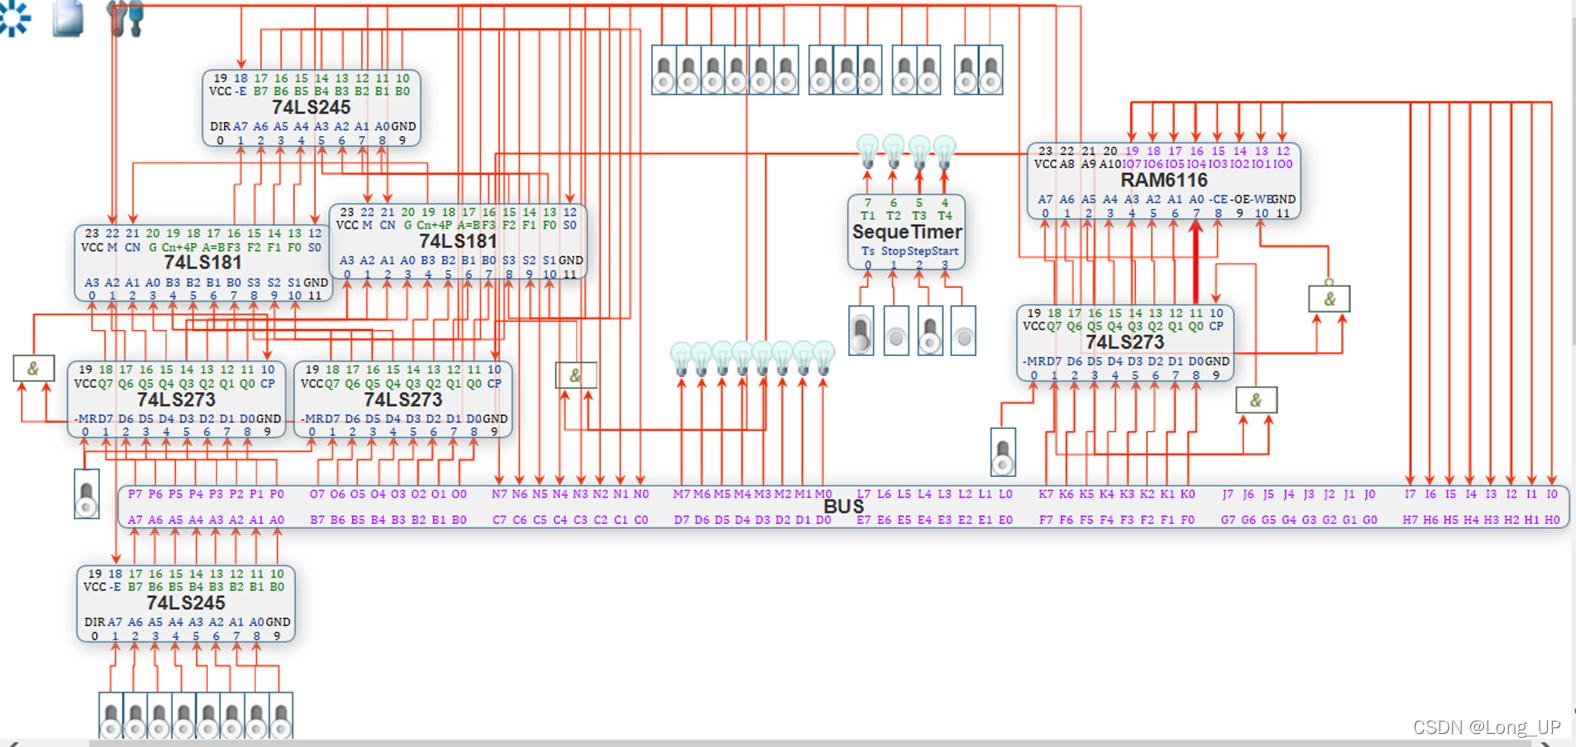 19 18 17 16 15 14 13 12 11 10
VCC -E B7 B6 B5 B4 B3 B2 B1 B0
74LS245
DIR A7 A6 A5 A4 A3 A2 A1 A0 GND
0 1 2 3 4 5 6 7 8 9
23 22 21 20 19 18 17 16 15 14 13 12
VCC M CN G Cn+4 P A=B F3 F2 F1 F0 S0
74LS181
A3 A2 A1 A0 B3 B2 B1 B0 S3 S2 S1 GND
0 1 2 3 4 5 6 7 8 9 10 11
23 22 21 20 19 18 17 16 15 14 13 12
VCC M CN G Cn+4 P A=B F3 F2 F1 F0 S0
74LS181
A3 A2 A1 A0 B3 B2 B1 B0 S3 S2 S1 GND
0 1 2 3 4 5 6 7 8 9 10 11
7 6 5 4
T1 T2 T3 T4
SequeTimer
Ts Stop Step Start
0 1 2 3
23 22 21 20 19 18 17 16 15 14 13 12
VCC A8 A9 A10 IO7 IO6 IO5 IO4 IO3 IO2 IO1 IO0
RAM6116
A7 A6 A5 A4 A3 A2 A1 A0 -CE -OE -WE GND
0 1 2 3 4 5 6 7 8 9 10 11
&
&
&
&
19 18 17 16 15 14 13 12 11 10
VCC Q7 Q6 Q5 Q4 Q3 Q2 Q1 Q0 CP
74LS273
-MR D7 D6 D5 D4 D3 D2 D1 D0 GND
0 1 2 3 4 5 6 7 8 9
19 18 17 16 15 14 13 12 11 10
VCC Q7 Q6 Q5 Q4 Q3 Q2 Q1 Q0 CP
74LS273
-MR D7 D6 D5 D4 D3 D2 D1 D0 GND
0 1 2 3 4 5 6 7 8 9
19 18 17 16 15 14 13 12 11 10
VCC Q7 Q6 Q5 Q4 Q3 Q2 Q1 Q0 CP
74LS273
-MR D7 D6 D5 D4 D3 D2 D1 D0 GND
0 1 2 3 4 5 6 7 8 9
P7 P6 P5 P4 P3 P2 P1 P0 O7 O6 O5 O4 O3 O2 O1 O0 N7 N6 N5 N4 N3 N2 N1 N0 M7 M6 M5 M4 M3 M2 M1 M0 L7 L6 L5 L4 L3 L2 L1 L0 K7 K6 K5 K4 K3 K2 K1 K0 J7 J6 J5 J4 J3 J2 J1 J0 I7 I6 I5 I4 I3 I2 I1 I0
BUS
A7 A6 A5 A4 A3 A2 A1 A0 B7 B6 B5 B4 B3 B2 B1 B0 C7 C6 C5 C4 C3 C2 C1 C0 D7 D6 D5 D4 D3 D2 D1 D0 E7 E6 E5 E4 E3 E2 E1 E0 F7 F6 F5 F4 F3 F2 F1 F0 G7 G6 G5 G4 G3 G2 G1 G0 H7 H6 H5 H4 H3 H2 H1 H0
19 18 17 16 15 14 13 12 11 10
VCC -E B7 B6 B5 B4 B3 B2 B1 B0
74LS245
DIR A7 A6 A5 A4 A3 A2 A1 A0 GND
0 1 2 3 4 5 6 7 8 9
CSDN @Long_UP